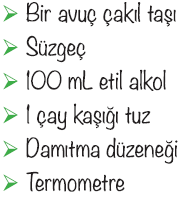 Bir avuç çakıl taşı
Süzgeç
100 mL etil alkol
1 çay kaşığı tuz
Damıtma düzeneği
Termometre